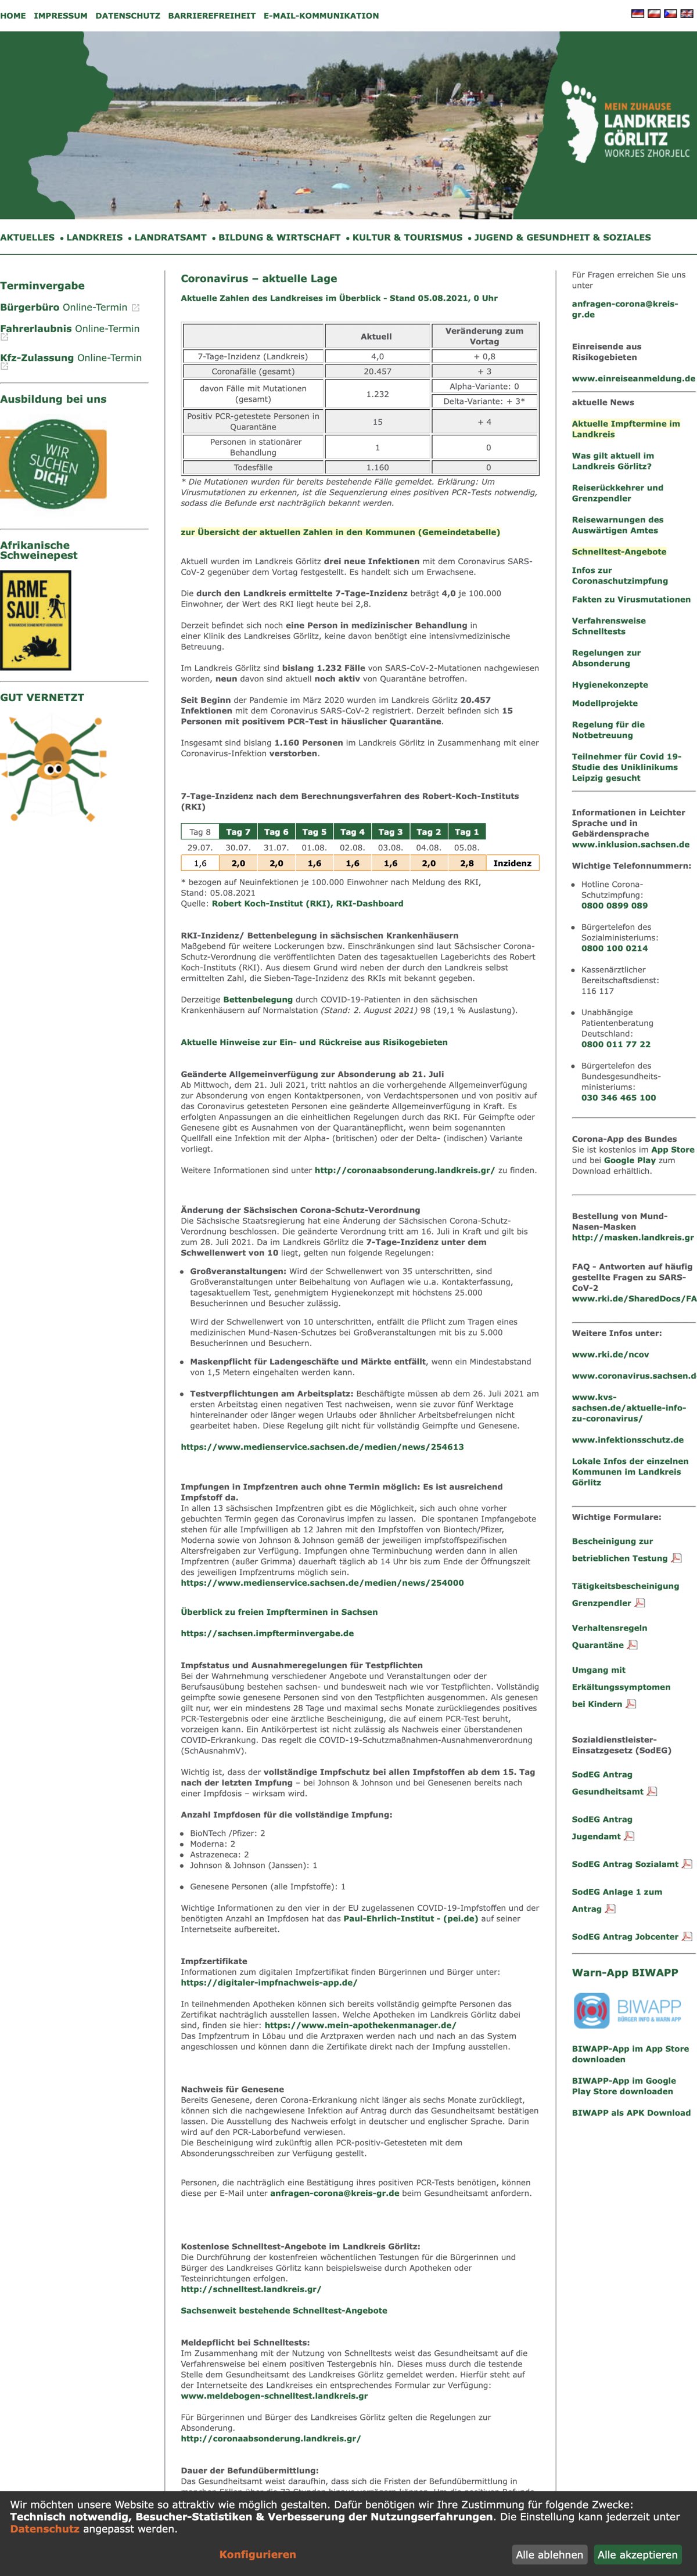 HOME IMPRESSUM DATENSCHUTZ BARRIEREFREIHEIT E-MAIL-KOMMUNIKATION
MEIN ZUHAUSE
LANDKREIS
GÖRLITZ
WOKRJES ZHORJELC
AKTUELLES • LANDKREIS • LANDRATSAMT • BILDUNG & WIRTSCHAFT • KULTUR & TOURISMUS • JUGEND & GESUNDHEIT & SOZIALES
Terminvergabe
Bürgerbüro Online-Termin
Fahrerlaubnis Online-Termin
Kfz-Zulassung Online-Termin
Ausbildung bei uns
WIR
SUCHEN
DICH!
Afrikanische
Schweinepest
ARME
SAU!
GUT VERNETZT
Coronavirus – aktuelle Lage
Aktuelle Zahlen des Landkreises im Überblick - Stand 05.08.2021, 0 Uhr
Aktuell Veränderung zum
Vortag
7-Tage-Inzidenz (Landkreis) 4,0 + 0,8
Coronafälle (gesamt) 20.457 + 3
davon Fälle mit Mutationen
(gesamt) 1.232 Alpha-Variante: 0
Delta-Variante: + 3*
Positiv PCR-getestete Personen in
Quarantäne 15 + 4
Personen in stationärer
Behandlung 1 0
Todesfälle 1.160 0
* Die Mutationen wurden für bereits bestehende Fälle gemeldet. Erklärung: Um
Virusmutationen zu erkennen, ist die Sequenzierung eines positiven PCR-Tests notwendig,
sodass die Befunde erst nachträglich bekannt werden.
zur Übersicht der aktuellen Zahlen in den Kommunen (Gemeindetabelle)
Aktuell wurden im Landkreis Görlitz drei neue Infektionen mit dem Coronavirus SARS-
CoV-2 gegenüber dem Vortag festgestellt. Es handelt sich um Erwachsene.
Die durch den Landkreis ermittelte 7-Tage-Inzidenz beträgt 4,0 je 100.000
Einwohner, der Wert des RKI liegt heute bei 2,8.
Derzeit befindet sich noch eine Person in medizinischer Behandlung in
einer Klinik des Landkreises Görlitz, keine davon benötigt eine intensivmedizinische
Betreuung.
Im Landkreis Görlitz sind bislang 1.232 Fälle von SARS-CoV-2-Mutationen nachgewiesen
worden, neun davon sind aktuell noch aktiv von Quarantäne betroffen.
Seit Beginn der Pandemie im März 2020 wurden im Landkreis Görlitz 20.457
Infektionen mit dem Coronavirus SARS-CoV-2 registriert. Derzeit befinden sich 15
Personen mit positivem PCR-Test in häuslicher Quarantäne.
Insgesamt sind bislang 1.160 Personen im Landkreis Görlitz in Zusammenhang mit einer
Coronavirus-Infektion verstorben.
7-Tage-Inzidenz nach dem Berechnungsverfahren des Robert-Koch-Instituts
(RKI)
Tag 8 Tag 7 Tag 6 Tag 5 Tag 4 Tag 3 Tag 2 Tag 1
29.07. 30.07. 31.07. 01.08. 02.08. 03.08. 04.08. 05.08.
1,6 2,0 2,0 1,6 1,6 1,6 2,0 2,8 Inzidenz
* bezogen auf Neuinfektionen je 100.000 Einwohner nach Meldung des RKI,
Stand: 05.08.2021
Quelle: Robert Koch-Institut (RKI), RKI-Dashboard
RKI-Inzidenz/ Bettenbelegung in sächsischen Krankenhäusern
Maßgebend für weitere Lockerungen bzw. Einschränkungen sind laut Sächsischer Corona-
Schutz-Verordnung die veröffentlichten Daten des tagesaktuellen Lageberichts des Robert
Koch-Instituts (RKI). Aus diesem Grund wird neben der durch den Landkreis selbst
ermittelten Zahl, die Sieben-Tage-Inzidenz des RKIs mit bekannt gegeben.
Derzeitige Bettenbelegung durch COVID-19-Patienten in den sächsischen
Krankenhäusern auf Normalstation (Stand: 2. August 2021) 98 (19,1 % Auslastung).
Aktuelle Hinweise zur Ein- und Rückreise aus Risikogebieten
Geänderte Allgemeinverfügung zur Absonderung ab 21. Juli
Ab Mittwoch, dem 21. Juli 2021, tritt nahtlos an die vorhergehende Allgemeinverfügung
zur Absonderung von engen Kontaktpersonen, von Verdachtspersonen und von positiv auf
das Coronavirus getesteten Personen eine geänderte Allgemeinverfügung in Kraft. Es
erfolgten Anpassungen an die einheitlichen Regelungen durch das RKI. Für Geimpfte oder
Genesene gibt es Ausnahmen von der Quarantänepflicht, wenn beim sogenannten
Quellfall eine Infektion mit der Alpha- (britischen) oder der Delta- (indischen) Variante
vorliegt.
Weitere Informationen sind unter http://coronaabsonderung.landkreis.gr/ zu finden.
Änderung der Sächsischen Corona-Schutz-Verordnung
Die Sächsische Staatsregierung hat eine Änderung der Sächsischen Corona-Schutz-
Verordnung beschlossen. Die geänderte Verordnung tritt am 16. Juli in Kraft und gilt bis
zum 28. Juli 2021. Da im Landkreis Görlitz die 7-Tage-Inzidenz unter dem
Schwellenwert von 10 liegt, gelten nun folgende Regelungen:
• Großveranstaltungen: Wird der Schwellenwert von 35 unterschritten, sind
Großveranstaltungen unter Beibehaltung von Auflagen wie u.a. Kontakterfassung,
tagesaktuellem Test, genehmigtem Hygienekonzept mit höchstens 25.000
Besucherinnen und Besucher zulässig.
Wird der Schwellenwert von 10 unterschritten, entfällt die Pflicht zum Tragen eines
medizinischen Mund-Nasen-Schutzes bei Großveranstaltungen mit bis zu 5.000
Besucherinnen und Besuchern.
• Maskenpflicht für Ladengeschäfte und Märkte entfällt, wenn ein Mindestabstand
von 1,5 Metern eingehalten werden kann.
• Testverpflichtungen am Arbeitsplatz: Beschäftigte müssen ab dem 26. Juli 2021 am
ersten Arbeitstag einen negativen Test nachweisen, wenn sie zuvor fünf Werktage
hintereinander oder länger wegen Urlaubs oder ähnlicher Arbeitsbefreiungen nicht
gearbeitet haben. Diese Regelung gilt nicht für vollständig Geimpfte und Genesene.
https://www.medienservice.sachsen.de/medien/news/254613
Impfungen in Impfzentren auch ohne Termin möglich: Es ist ausreichend
Impfstoff da.
In allen 13 sächsischen Impfzentren gibt es die Möglichkeit, sich auch ohne vorher
gebuchten Termin gegen das Coronavirus impfen zu lassen. Die spontanen Impfangebote
stehen für alle Impfwilligen ab 12 Jahren mit den Impfstoffen von Biontech/Pfizer,
Moderna sowie von Johnson & Johnson gemäß der jeweiligen impfstoffspezifischen
Altersfreigaben zur Verfügung. Impfungen ohne Terminbuchung werden dann in allen
Impfzentren (außer Grimma) dauerhaft täglich ab 14 Uhr bis zum Ende der Öffnungszeit
des jeweiligen Impfzentrums möglich sein.
https://www.medienservice.sachsen.de/medien/news/254000
Überblick zu freien Impfterminen in Sachsen
https://sachsen.impfterminvergabe.de
Impfstatus und Ausnahmeregelungen für Testpflichten
Bei der Wahrnehmung verschiedener Angebote und Veranstaltungen oder der
Berufsausübung bestehen sachsen- und bundesweit nach wie vor Testpflichten. Vollständig
geimpfte sowie genesene Personen sind von den Testpflichten ausgenommen. Als genesen
gilt nur, wer ein mindestens 28 Tage und maximal sechs Monate zurückliegendes positives
PCR-Testergebnis oder eine ärztliche Bescheinigung, die auf einem PCR-Test beruht,
vorzeigen kann. Ein Antikörpertest ist nicht zulässig als Nachweis einer überstandenen
COVID-Erkrankung. Das regelt die COVID-19-Schutzmaßnahmen-Ausnahmenverordnung
(SchAusnahmV).
Wichtig ist, dass der vollständige Impfschutz bei allen Impfstoffen ab dem 15. Tag
nach der letzten Impfung – bei Johnson & Johnson und bei Genesenen bereits nach
einer Impfdosis – wirksam wird.
Anzahl Impfdosen für die vollständige Impfung:
• BioNTech /Pfizer: 2
• Moderna: 2
• Astrazeneca: 2
• Johnson & Johnson (Janssen): 1
• Genesene Personen (alle Impfstoffe): 1
Wichtige Informationen zu den vier in der EU zugelassenen COVID-19-Impfstoffen und der
benötigten Anzahl an Impfdosen hat das Paul-Ehrlich-Institut - (pei.de) auf seiner
Internetseite aufbereitet.
Impfzertifikate
Informationen zum digitalen Impfzertifikat finden Bürgerinnen und Bürger unter:
https://digitaler-impfnachweis-app.de/
In teilnehmenden Apotheken können sich bereits vollständig geimpfte Personen das
Zertifikat nachträglich ausstellen lassen. Welche Apotheken im Landkreis Görlitz dabei
sind, finden sie hier: https://www.mein-apothekenmanager.de/
Das Impfzentrum in Löbau und die Arztpraxen werden nach und nach an das System
angeschlossen und können dann die Zertifikate direkt nach der Impfung ausstellen.
Nachweis für Genesene
Bereits Genesene, deren Corona-Erkrankung nicht länger als sechs Monate zurückliegt,
können sich die nachgewiesene Infektion auf Antrag durch das Gesundheitsamt bestätigen
lassen. Die Ausstellung des Nachweis erfolgt in deutscher und englischer Sprache. Darin
wird auf den PCR-Laborbefund verwiesen.
Die Bescheinigung wird zukünftig allen PCR-positiv-Getesteten mit dem
Absonderungsschreiben zur Verfügung gestellt.
Personen, die nachträglich eine Bestätigung ihres positiven PCR-Tests benötigen, können
diese per E-Mail unter anfragen-corona@kreis-gr.de beim Gesundheitsamt anfordern.
Kostenlose Schnelltest-Angebote im Landkreis Görlitz:
Die Durchführung der kostenfreien wöchentlichen Testungen für die Bürgerinnen und
Bürger des Landkreises Görlitz kann beispielsweise durch Apotheken oder
Testeinrichtungen erfolgen.
http://schnelltest.landkreis.gr/
Sachsenweit bestehende Schnelltest-Angebote
Meldepflicht bei Schnelltests:
Im Zusammenhang mit der Nutzung von Schnelltests weist das Gesundheitsamt auf die
Verfahrensweise bei einem positiven Testergebnis hin. Dieses muss durch die testende
Stelle dem Gesundheitsamt des Landkreises Görlitz gemeldet werden. Hierfür steht auf
der Internetseite des Landkreises ein entsprechendes Formular zur Verfügung:
www.meldebogen-schnelltest.landkreis.gr
Für Bürgerinnen und Bürger des Landkreises Görlitz gelten die Regelungen zur
Absonderung.
http://coronaabsonderung.landkreis.gr/
Dauer der Befundübermittlung:
Das Gesundheitsamt weist daraufhin, dass sich die Fristen der Befundübermittlung in
Für Fragen erreichen Sie uns
unter
anfragen-corona@kreis-
gr.de
Einreisende aus
Risikogebieten
www.einreiseanmeldung.de
aktuelle News
Aktuelle Impftermine im
Landkreis
Was gilt aktuell im
Landkreis Görlitz?
Reiserückkehrer und
Grenzpendler
Reisewarnungen des
Auswärtigen Amtes
Schnelltest-Angebote
Infos zur
Coronaschutzimpfung
Fakten zu Virusmutationen
Verfahrensweise
Schnelltests
Regelungen zur
Absonderung
Hygienekonzepte
Modellprojekte
Regelung für die
Notbetreuung
Teilnehmer für Covid 19-
Studie des Uniklinikums
Leipzig gesucht
Informationen in Leichter
Sprache und in
Gebärdensprache
www.inklusion.sachsen.de
Wichtige Telefonnummern:
• Hotline Corona-
Schutzimpfung:
0800 0899 089
• Bürgertelefon des
Sozialministeriums:
0800 100 0214
• Kassenärztlicher
Bereitschaftsdienst:
116 117
• Unabhängige
Patientenberatung
Deutschland:
0800 011 77 22
• Bürgertelefon des
Bundesgesundheits-
ministeriums:
030 346 465 100
Corona-App des Bundes
Sie ist kostenlos im App Store
und bei Google Play zum
Download erhältlich.
Bestellung von Mund-
Nasen-Masken
http://masken.landkreis.gr
FAQ - Antworten auf häufig
gestellte Fragen zu SARS-
CoV-2
www.rki.de/SharedDocs/FA
Weitere Infos unter:
www.rki.de/ncov
www.coronavirus.sachsen.d
www.kvs-
sachsen.de/aktuelle-info-
zu-coronavirus/
www.infektionsschutz.de
Lokale Infos der einzelnen
Kommunen im Landkreis
Görlitz
Wichtige Formulare:
Bescheinigung zur
betrieblichen Testung
Tätigkeitsbescheinigung
Grenzpendler
Verhaltensregeln
Quarantäne
Umgang mit
Erkältungssymptomen
bei Kindern
Sozialdienstleister-
Einsatzgesetz (SodEG)
SodEG Antrag
Gesundheitsamt
SodEG Antrag
Jugendamt
SodEG Antrag Sozialamt
SodEG Anlage 1 zum
Antrag
SodEG Antrag Jobcenter
Warn-App BIWAPP
BIWAPP
BÜRGER INFO & WARN APP
BIWAPP-App im App Store
downloaden
BIWAPP-App im Google
Play Store downloaden
BIWAPP als APK Download
Wir möchten unsere Website so attraktiv wie möglich gestalten. Dafür benötigen wir Ihre Zustimmung für folgende Zwecke:
Technisch notwendig, Besucher-Statistiken & Verbesserung der Nutzungserfahrungen. Die Einstellung kann jederzeit unter
Datenschutz angepasst werden.
Konfigurieren Alle ablehnen Alle akzeptieren